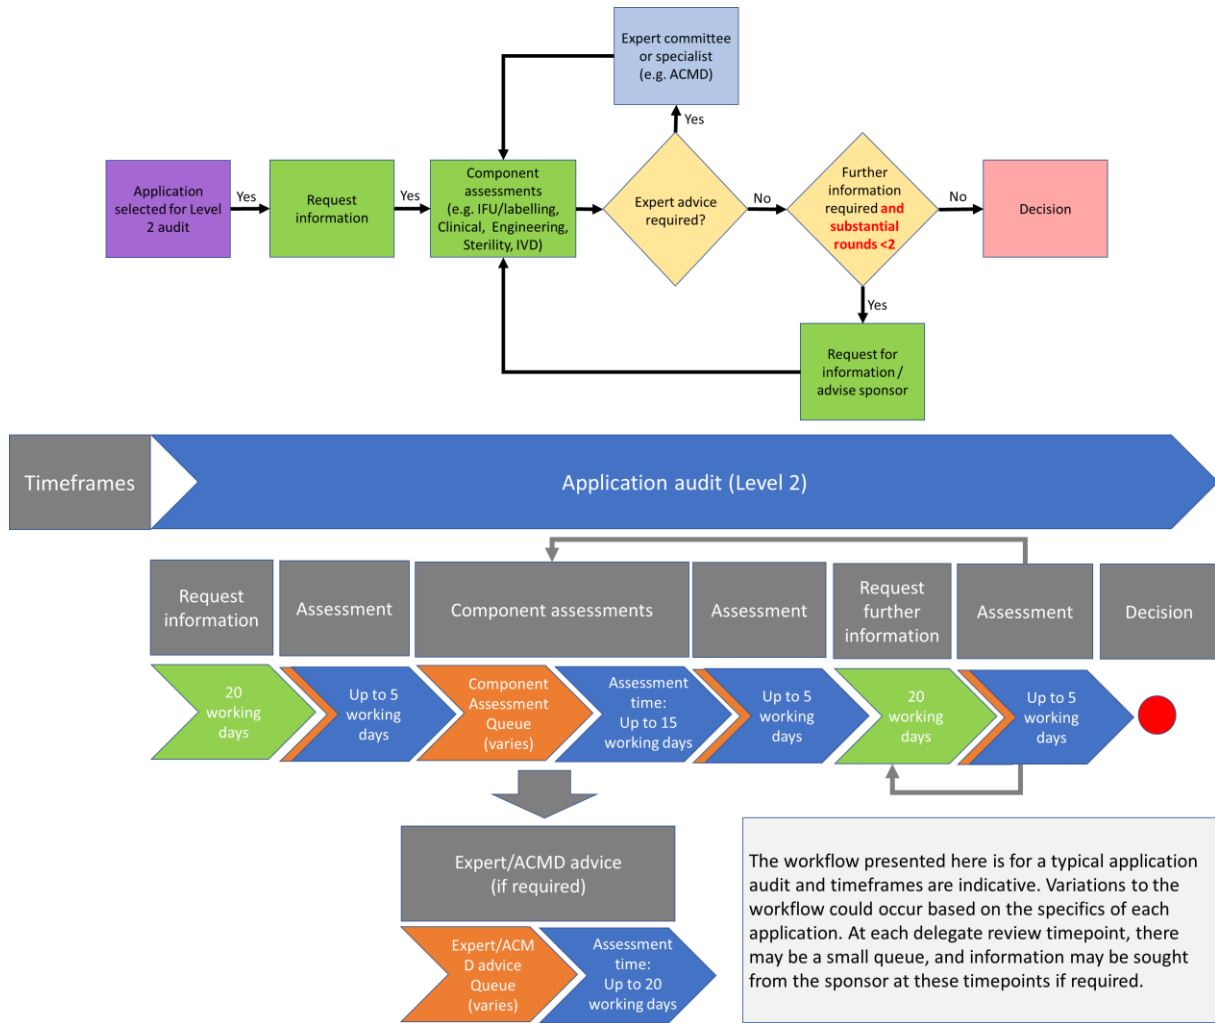 Expert committee
or specialist
(e.g. ACMD)
Yes
Application
selected for Level
2 audit
Yes
Request
information
Yes
Component
assessments
(e.g. IFU/labelling,
Clinical, Engineering,
Sterility, IVD)
Expert advice
required?
No
Further
information
required and
substantial
rounds <2
No
Decision
Yes
Request for
information /
advise sponsor
Timeframes
Application audit (Level 2)
Request
information
Assessment
Component assessments
Assessment
Request
further
information
Assessment
Decision
20
working
days
Up to 5
working
days
Component
Assessment
Queue
(varies)
Assessment
time:
Up to 15
working days
Up to 5
working
days
20
working
days
Up to 5
working
days
Expert/ACMD advice
(if required)
Expert/ACM
D advice
Queue
(varies)
Assessment
time:
Up to 20
working days
The workflow presented here is for a typical application
audit and timeframes are indicative. Variations to the
workflow could occur based on the specifics of each
application. At each delegate review timepoint, there
may be a small queue, and information may be sought
from the sponsor at these timepoints if required.